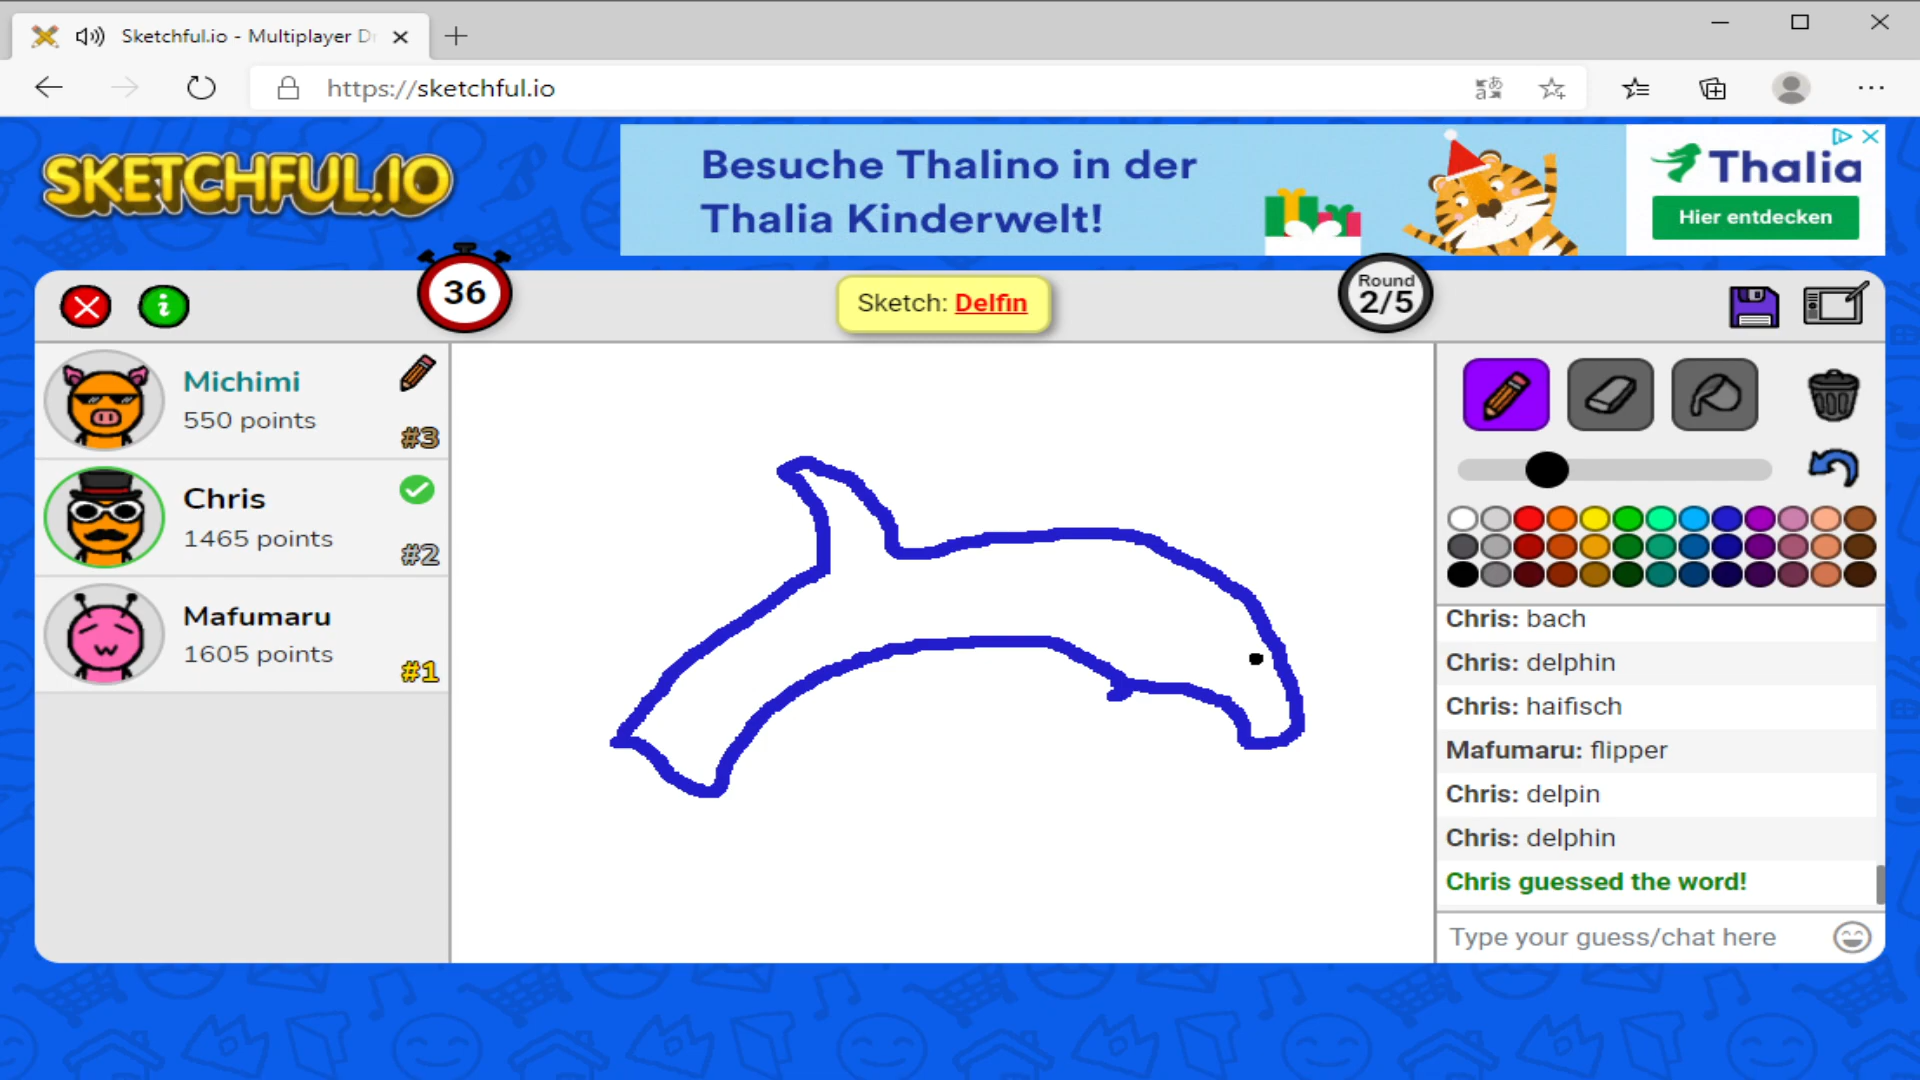 Sketchful.io - Multiplayer D
https://sketchful.io
SKETCHFUL.IO
Besuche Thalino in der
Thalia Kinderwelt!
Thalia
Hier entdecken
36
Sketch: Delfin
Round
2/5
Michimi
550 points
#3
Chris
1465 points
#2
Mafumaru
1605 points
#1
Chris: bach
Chris: delphin
Chris: haifisch
Mafumaru: flipper
Chris: delpin
Chris: delphin
Chris guessed the word!
Type your guess/chat here